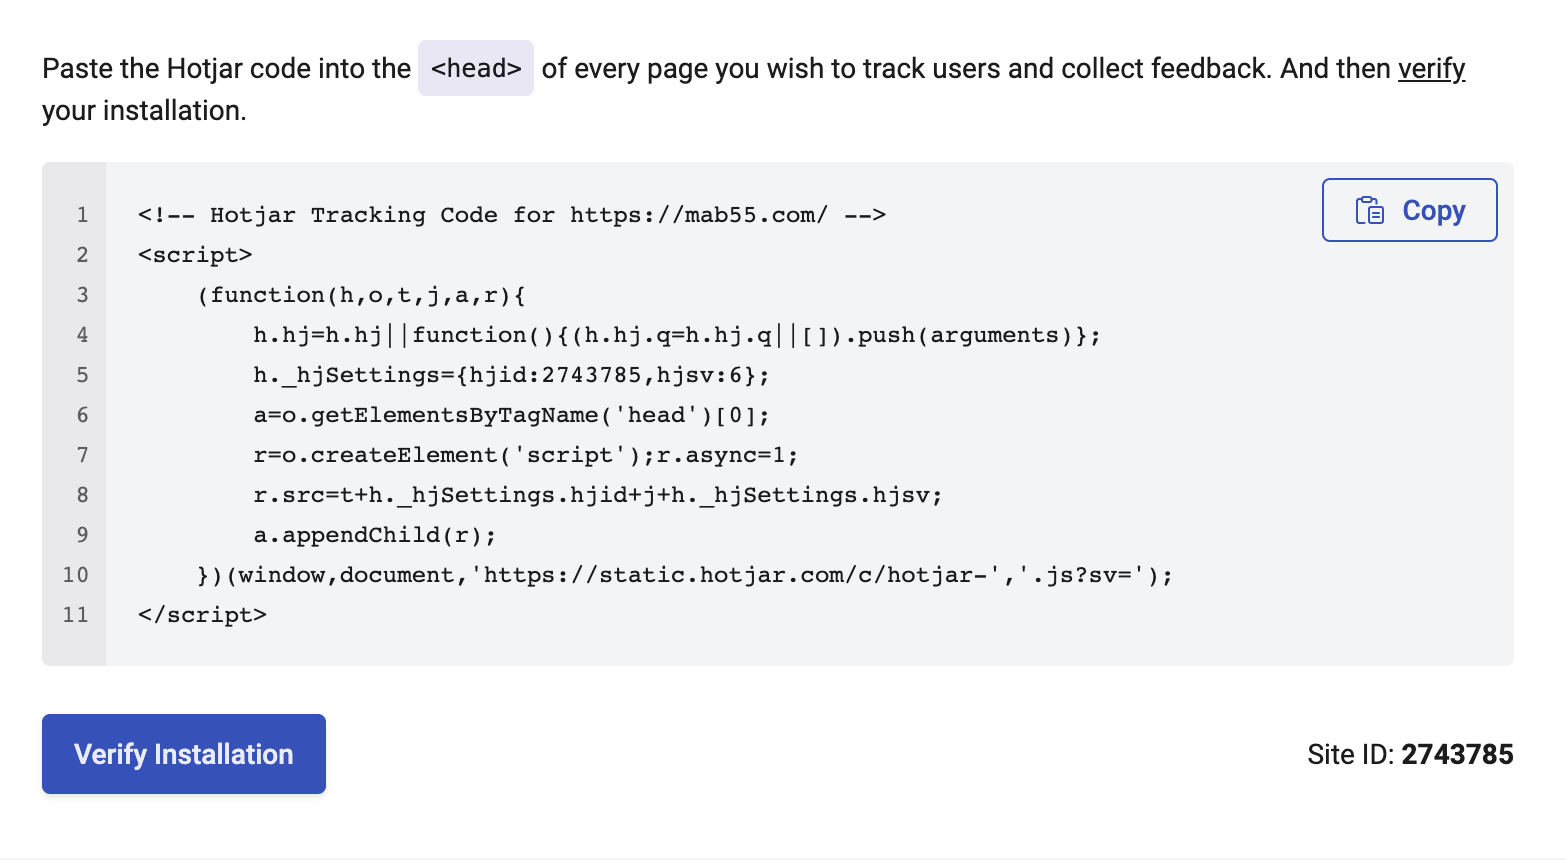 Paste the Hotjar code into the <head> of every page you wish to track users and collect feedback. And then verify
your installation.
Copy
1 <!-- Hotjar Tracking Code for https://mab55.com/ -->
2 <script>
3     (function(h,o,t,j,a,r){
4         h.hj=h.hj||function(){(h.hj.q=h.hj.q||[]).push(arguments)};
5         h._hjSettings={hjid:2743785,hjsv:6};
6         a=o.getElementsByTagName('head')[0];
7         r=o.createElement('script');r.async=1;
8         r.src=t+h._hjSettings.hjid+j+h._hjSettings.hjsv;
9         a.appendChild(r);
10     })(window,document,'https://static.hotjar.com/c/hotjar-','.js?sv=');
11 </script>
Verify Installation
Site ID: 2743785